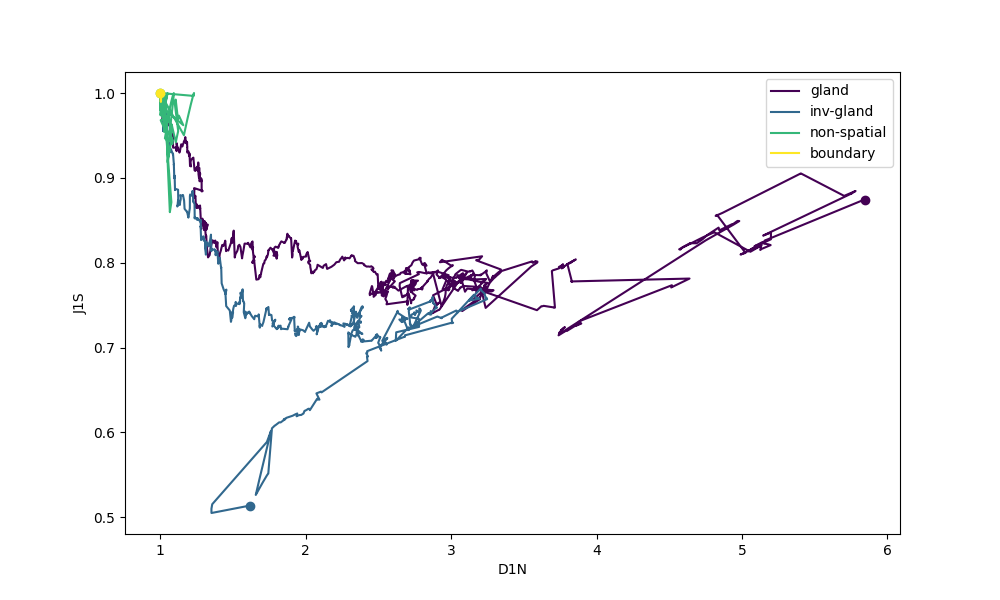 1.0
0.9
0.8
0.7
0.6
0.5
J1S
1 2 3 4 5 6
D1N
gland
inv-gland
non-spatial
boundary